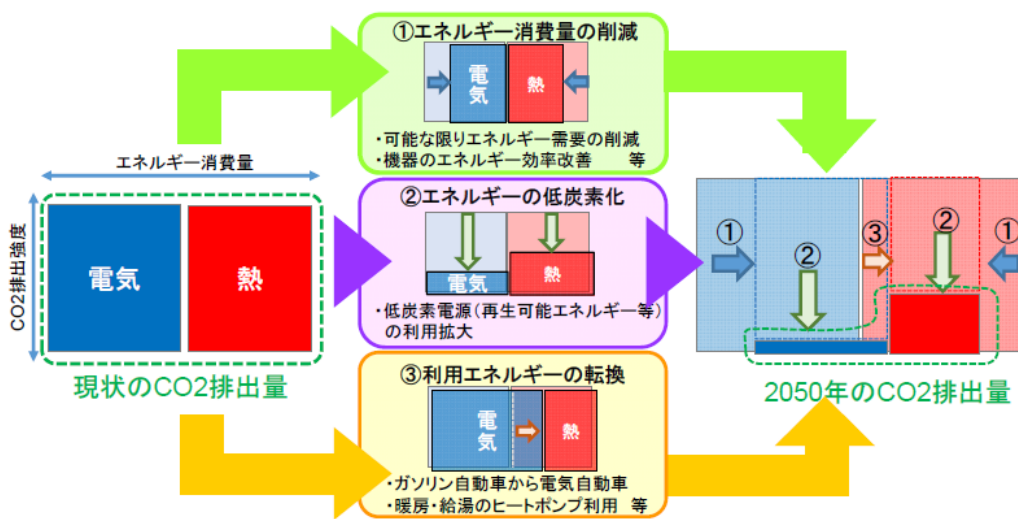 ①エネルギー消費量の削減
電気
熱
・可能な限りエネルギー需要の削減
・機器のエネルギー効率改善 等
エネルギー消費量
CO2排出強度
電気
熱
現状のCO2排出量
②エネルギーの低炭素化
電気
熱
・低炭素電源(再生可能エネルギー等)
の利用拡大
③利用エネルギーの転換
電気
熱
・ガソリン自動車から電気自動車
・暖房・給湯のヒートポンプ利用 等
①
②
③
②
①
2050年のCO2排出量